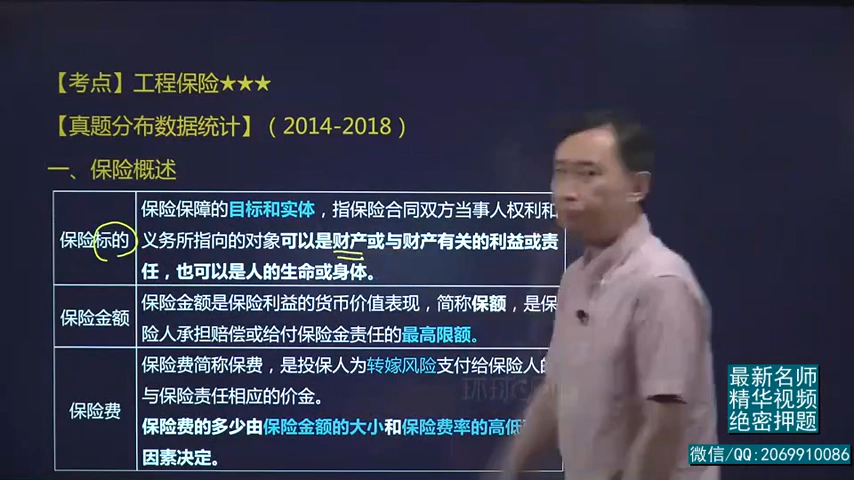 【考点】工程保险★★★
【真题分布数据统计】（2014-2018）
一、保险概述
保险标的
保险保障的目标和实体，指保险合同双方当事人权利和
义务所指向的对象可以是财产或与财产有关的利益或责
任，也可以是人的生命或身体。
保险金额
保险金额是保险利益的货币价值表现，简称保额，是保
险人承担赔偿或给付保险金责任的最高限额。
保险费
保险费简称保费，是投保人为转嫁风险支付给保险人的
与保险责任相应的价金。
保险费的多少由保险金额的大小和保险费率的高低
因素决定。
最新名师
精华视频
绝密押题
微信/QQ:2069910086